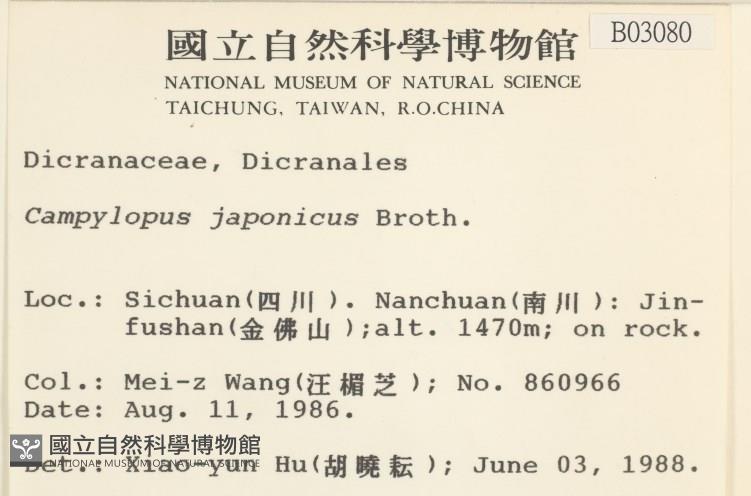 國立自然科學博物館
B03080
NATIONAL MUSEUM OF NATURAL SCIENCE
TAICHUNG, TAIWAN, R.O.CHINA
Dicranaceae, Dicranales
Campylopus japonicus Broth.
Loc.: Sichuan(四川). Nanchuan(南川): Jin-
fushan(金佛山);alt. 1470m; on rock.
Col.: Mei-z Wang(汪楣芝); No. 860966
Date: Aug. 11, 1986.
國立自然科學博物館
NATIONAL MUSEUM OF NATURAL SCIENCE
Det.: Xiao-yun Hu(胡曉耘); June 03, 1988.